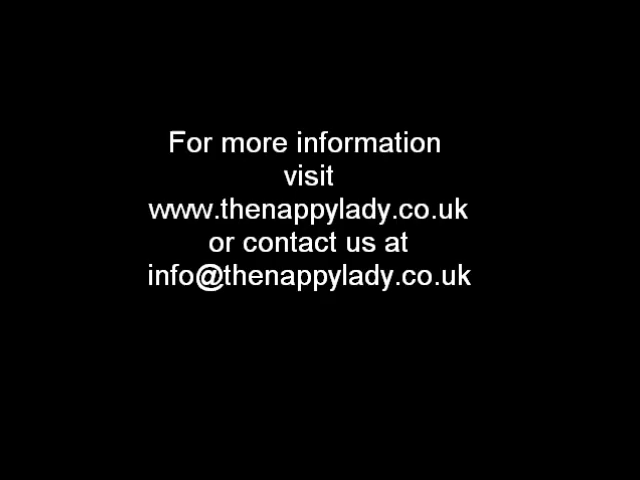 For more information
visit
www.thenappylady.co.uk
or contact us at
info@thenappylady.co.uk